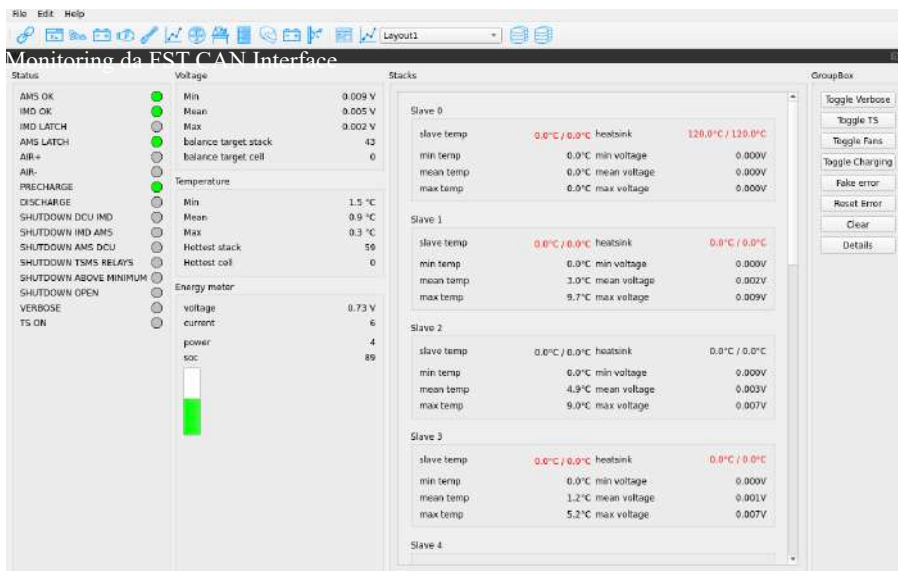 File Edit Help
Layout1
Monitoring da FST CAN Interface
Status
AMS OK
IMD OK
IMD LATCH
AMS LATCH
AIR+
AIR-
PRECHARGE
DISCHARGE
SHUTDOWN DCU IMD
SHUTDOWN IMD AMS
SHUTDOWN AMS DCU
SHUTDOWN TSMS RELAYS
SHUTDOWN ABOVE MINIMUM
SHUTDOWN OPEN
VERBOSE
TS ON
Voltage
Min 0.009 V
Mean 0.005 V
Max 0.002 V
balance target stack 43
balance target cell 0
Temperature
Min 1.5 °C
Mean 0.9 °C
Max 0.3 °C
Hottest stack 59
Hottest cell 0
Energy meter
voltage 0.73 V
current 6
power 4
soc 89
Stacks
Slave 0
slave temp 0.0°C / 0.0°C heatsink 120.0°C / 120.0°C
min temp 0.0°C min voltage 0.000V
mean temp 0.0°C mean voltage 0.000V
max temp 0.0°C max voltage 0.000V
Slave 1
slave temp 0.0°C / 0.0°C heatsink 0.0°C / 0.0°C
min temp 0.0°C min voltage 0.000V
mean temp 3.0°C mean voltage 0.002V
max temp 9.7°C max voltage 0.009V
Slave 2
slave temp 0.0°C / 0.0°C heatsink 0.0°C / 0.0°C
min temp 0.0°C min voltage 0.000V
mean temp 4.9°C mean voltage 0.003V
max temp 9.0°C max voltage 0.007V
Slave 3
slave temp 0.0°C / 0.0°C heatsink 0.0°C / 0.0°C
min temp 0.0°C min voltage 0.000V
mean temp 1.2°C mean voltage 0.001V
max temp 5.2°C max voltage 0.007V
Slave 4
GroupBox
Toggle Verbose
Toggle TS
Toggle Fans
Toggle Charging
Fake error
Reset Error
Clear
Details